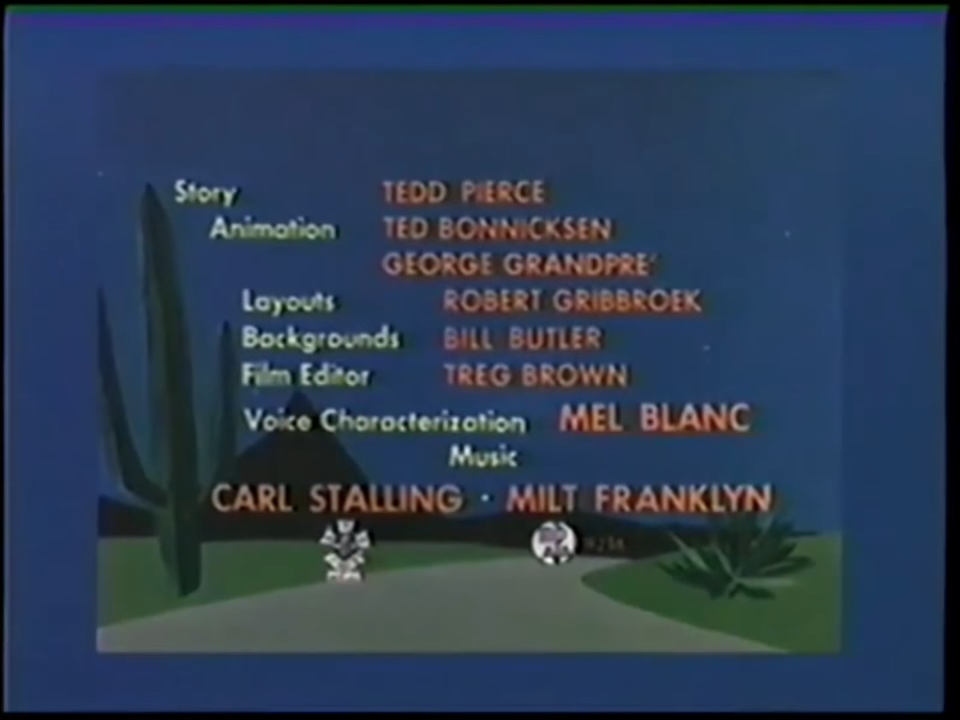 Story TEDD PIERCE
Animation TED BONNICKSEN
GEORGE GRANDPRE'
Layouts ROBERT GRIBBROEK
Backgrounds BILL BUTLER
Film Editor TREG BROWN
Voice Characterization MEL BLANC
Music
CARL STALLING · MILT FRANKLYN